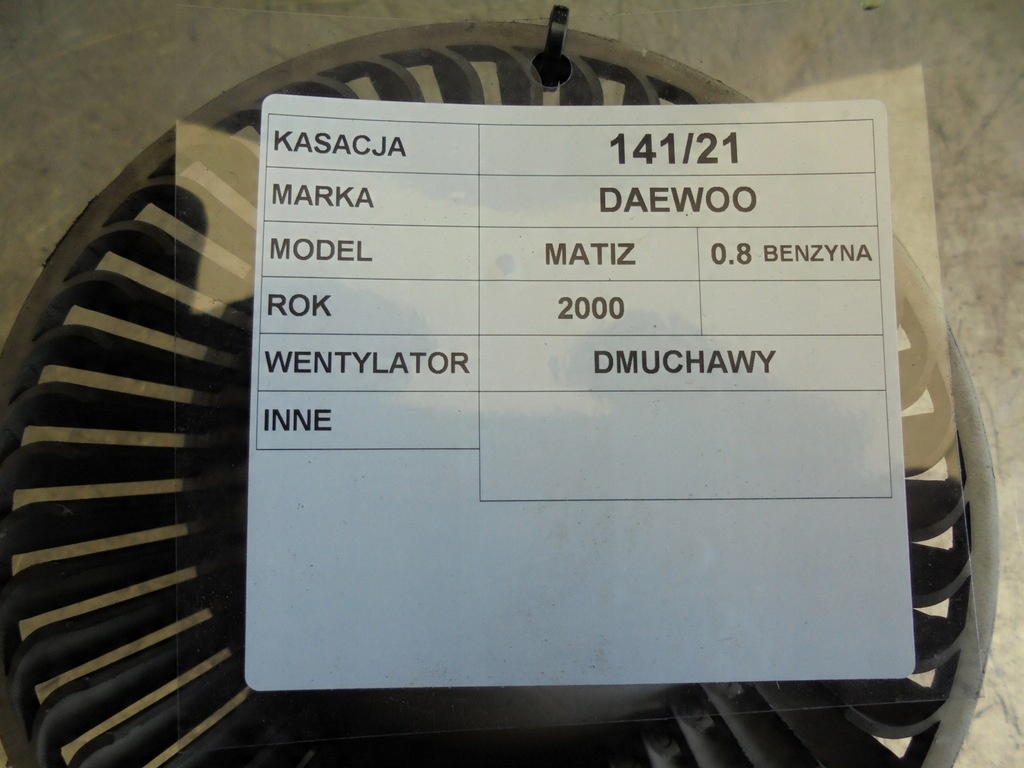 KASACJA 141/21
MARKA DAEWOO
MODEL MATIZ 0.8 BENZYNA
ROK 2000
WENTYLATOR DMUCHAWY
INNE